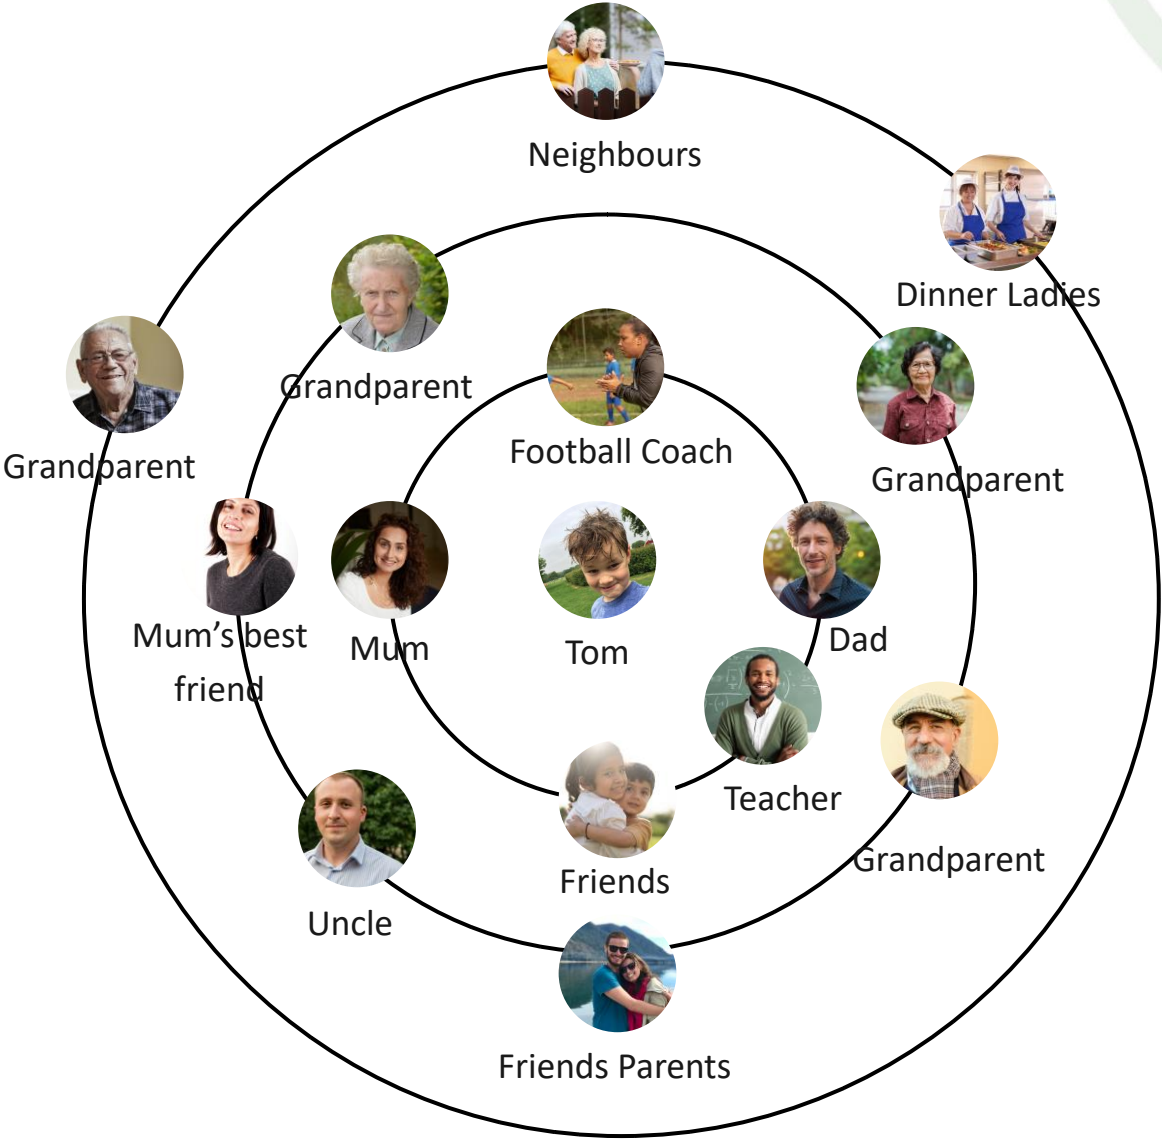 Neighbours
Dinner Ladies
Grandparent
Football Coach
Grandparent
Grandparent
Mum's best
friend
Mum
Tom
Dad
Teacher
Grandparent
Friends
Uncle
Friends Parents